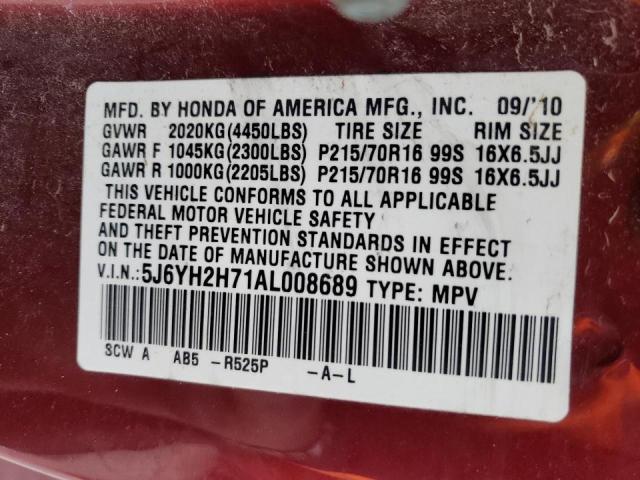 MFD. BY HONDA OF AMERICA MFG., INC. 09/'10
GVWR 2020KG(4450LBS) TIRE SIZE RIM SIZE
GAWR F 1045KG(2300LBS) P215/70R16 99S 16X6.5JJ
GAWR R 1000KG(2205LBS) P215/70R16 99S 16X6.5JJ
THIS VEHICLE CONFORMS TO ALL APPLICABLE
FEDERAL MOTOR VEHICLE SAFETY
AND THEFT PREVENTION STANDARDS IN EFFECT
ON THE DATE OF MANUFACTURE SHOWN ABOVE.
V.I.N.:5J6YH2H71AL008689 TYPE: MPV
SCW A AB5 -R525P -A-L